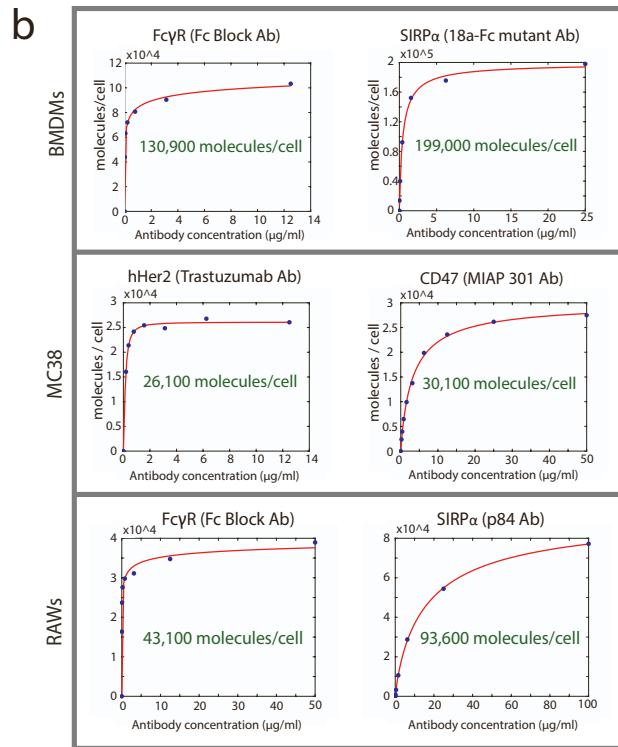 b
BMDMs
FcγR (Fc Block Ab)
x10^4
molecules/cell
12
10
8
6
4
2
0
130,900 molecules/cell
0 2 4 6 8 10 12 14
Antibody concentration (μg/ml)
SIRPα (18a-Fc mutant Ab)
x10^5
2
1.6
1.2
0.8
0.4
0
199,000 molecules/cell
0 5 10 15 20 25
Antibody concentration (μg/ml)
MC38
hHer2 (Trastuzumab Ab)
x10^4
molecules / cell
3
2.5
2
1.5
1
0.5
0
26,100 molecules/cell
0 2 4 6 8 10 12 14
Antibody concentration (μg/ml)
CD47 (MIAP 301 Ab)
x10^4
3
2.5
2
1.5
1
0.5
0
30,100 molecules/cell
0 10 20 30 40 50
Antibody concentration (μg/ml)
RAWs
FcγR (Fc Block Ab)
x10^4
4
3
2
1
0
43,100 molecules/cell
0 10 20 30 40 50
Antibody concentration (μg/ml)
SIRPα (p84 Ab)
x10^4
8
6
4
2
0
93,600 molecules/cell
0 20 40 60 80 100
Antibody concentration (μg/ml)